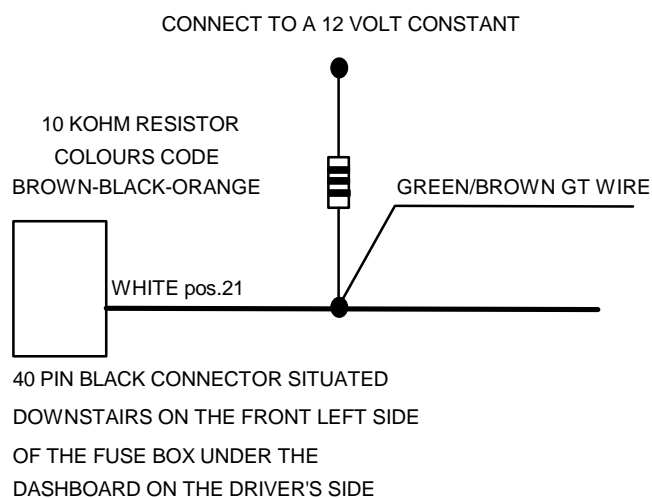 CONNECT TO A 12 VOLT CONSTANT
10 KOHM RESISTOR
COLOURS CODE
BROWN-BLACK-ORANGE
GREEN/BROWN GT WIRE
WHITE pos.21
40 PIN BLACK CONNECTOR SITUATED
DOWNSTAIRS ON THE FRONT LEFT SIDE
OF THE FUSE BOX UNDER THE
DASHBOARD ON THE DRIVER'S SIDE